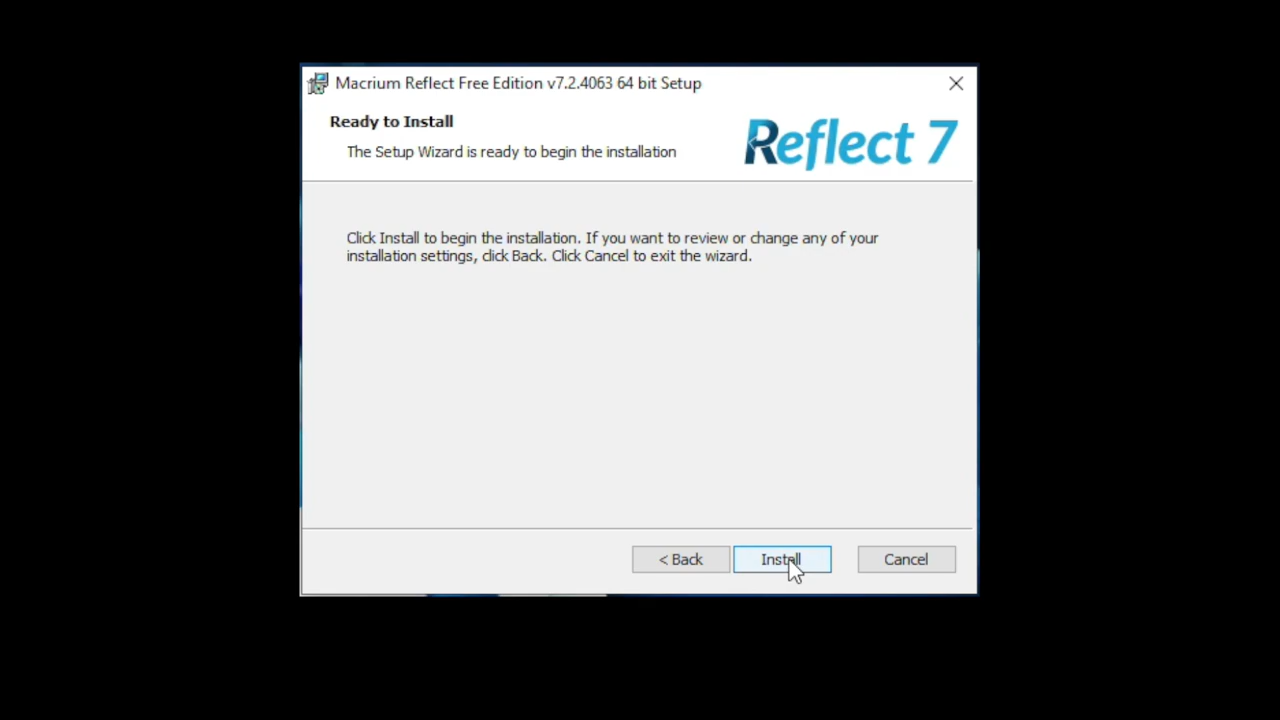 Macrium Reflect Free Edition v7.2.4063 64 bit Setup
Ready to Install
The Setup Wizard is ready to begin the installation
Reflect 7
Click Install to begin the installation. If you want to review or change any of your
installation settings, click Back. Click Cancel to exit the wizard.
< Back
Install
Cancel